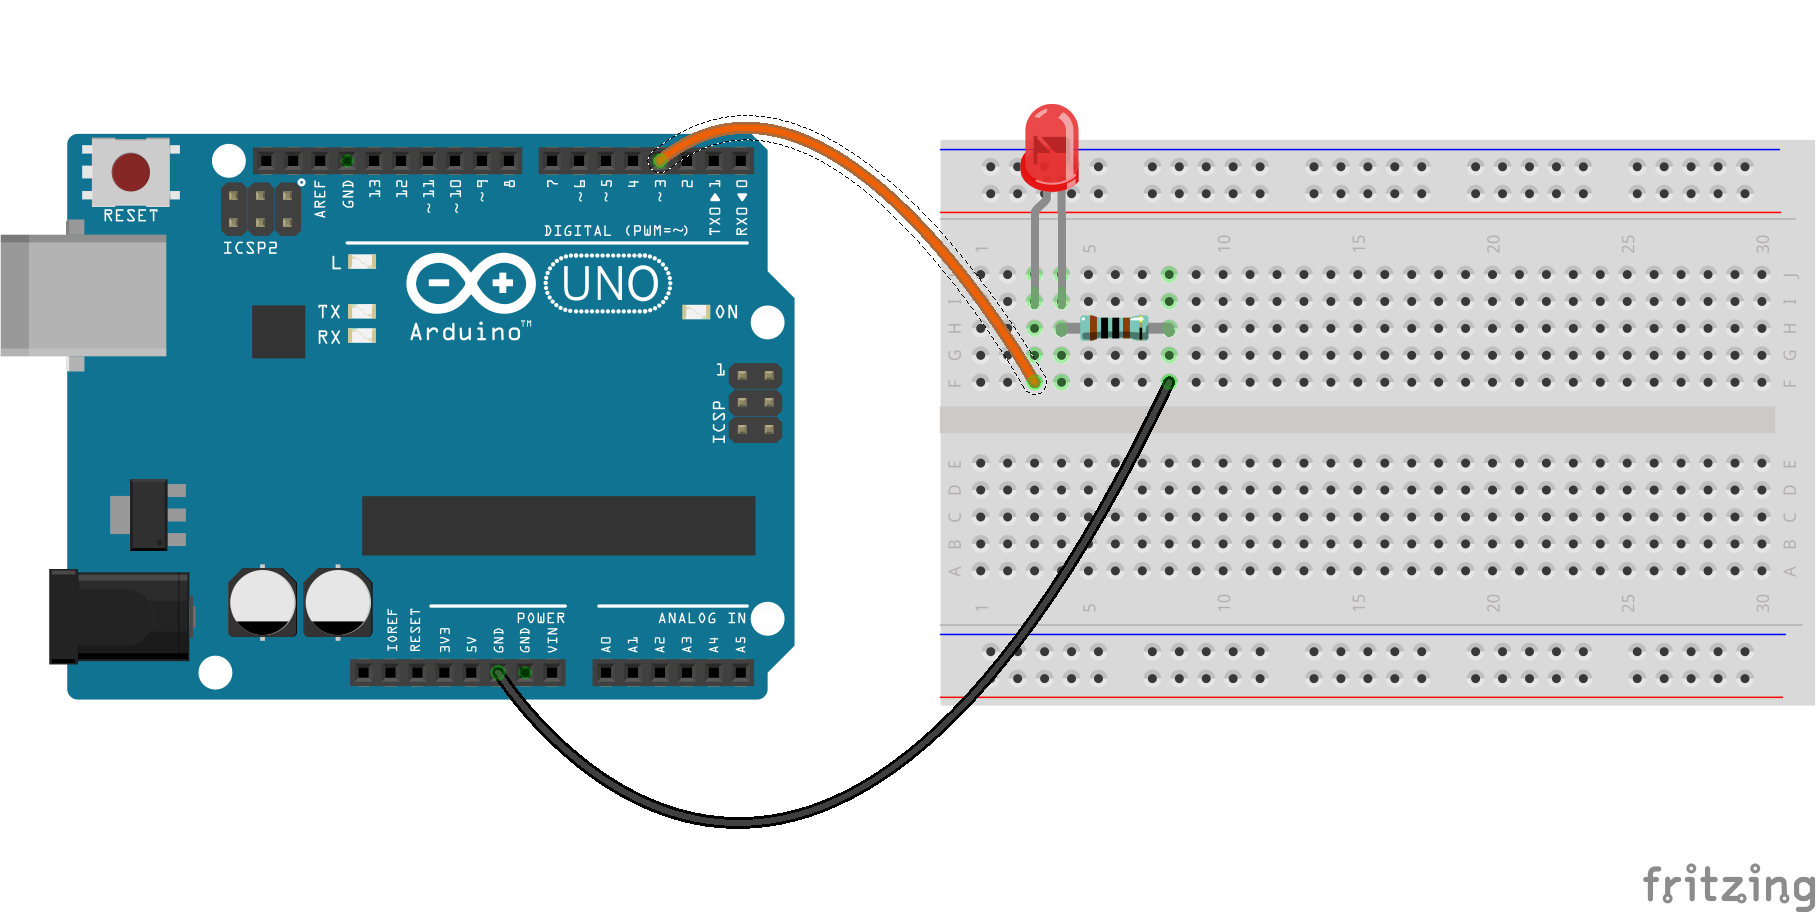 RESET
ICSP2
AREF
GND
13
12
~11
~10
~9
8
7
~6
~5
4
~3
2
TX0▶1
RX0◀0
DIGITAL (PWM=~)
L
TX
RX
Arduino™
UNO
ON
1
ICSP
IOREF
RESET
3V3
5V
GND
GND
VIN
POWER
ANALOG IN
A0
A1
A2
A3
A4
A5
1
5
10
15
20
25
30
J
I
H
G
F
J
I
H
G
F
E
D
C
B
A
E
D
C
B
A
1
5
10
15
20
25
30
fritzing